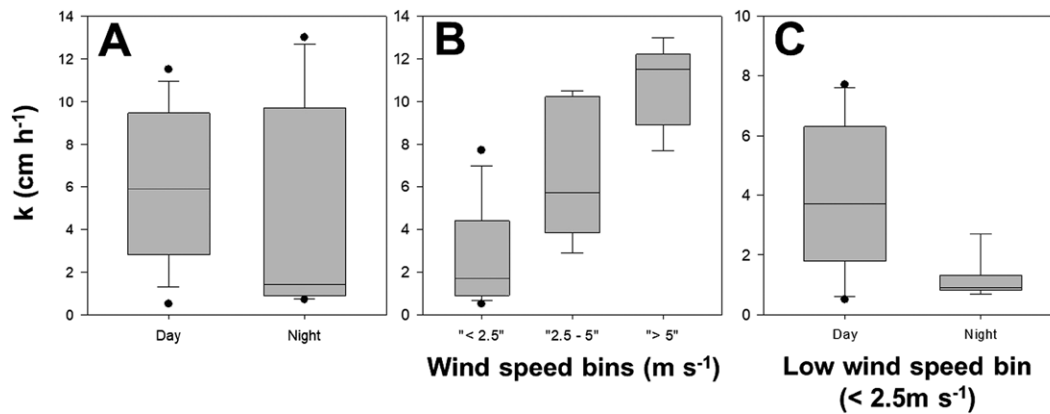 A
B
C
k (cm h⁻¹)
14
12
10
8
6
4
2
0
Day
Night
14
12
10
8
6
4
2
0
"< 2.5"
"2.5 - 5"
"> 5"
Wind speed bins (m s⁻¹)
10
8
6
4
2
0
Day
Night
Low wind speed bin
(< 2.5m s⁻¹)